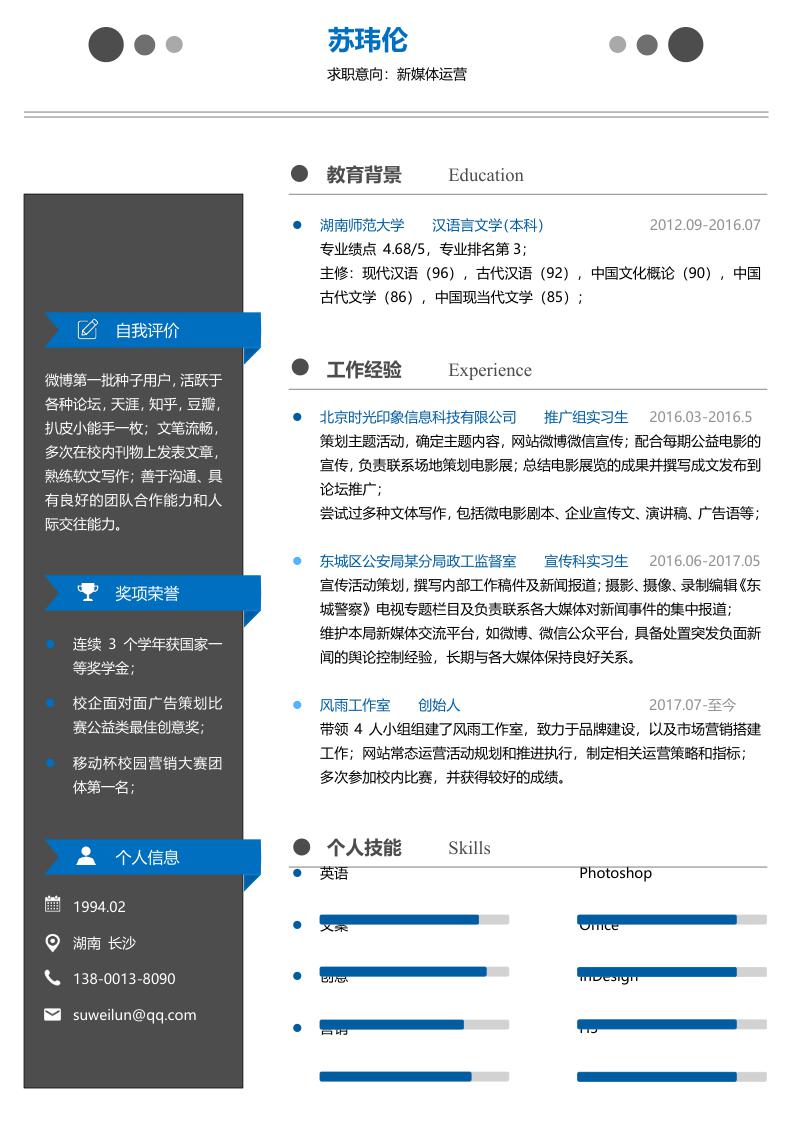 苏玮伦
求职意向：新媒体运营
自我评价
微博第一批种子用户，活跃于
各种论坛，天涯，知乎，豆瓣，
扒皮小能手一枚；文笔流畅，
多次在校内刊物上发表文章，
熟练软文写作；善于沟通、具
有良好的团队合作能力和人
际交往能力。
奖项荣誉
连续 3 个学年获国家一
等奖学金；
校企面对面广告策划比
赛公益类最佳创意奖；
移动杯校园营销大赛团
体第一名；
个人信息
1994.02
湖南 长沙
138-0013-8090
suweilun@qq.com
教育背景 Education
湖南师范大学 汉语言文学(本科) 2012.09-2016.07
专业绩点 4.68/5，专业排名第 3；
主修：现代汉语（96），古代汉语（92），中国文化概论（90），中国
古代文学（86），中国现当代文学（85）；
工作经验 Experience
北京时光印象信息科技有限公司 推广组实习生 2016.03-2016.5
策划主题活动，确定主题内容，网站微博微信宣传；配合每期公益电影的
宣传，负责联系场地策划电影展；总结电影展览的成果并撰写成文发布到
论坛推广；
尝试过多种文体写作，包括微电影剧本、企业宣传文、演讲稿、广告语等；
东城区公安局某分局政工监督室 宣传科实习生 2016.06-2017.05
宣传活动策划，撰写内部工作稿件及新闻报道；摄影、摄像、录制编辑《东
城警察》电视专题栏目及负责联系各大媒体对新闻事件的集中报道；
维护本局新媒体交流平台，如微博、微信公众平台，具备处置突发负面新
闻的舆论控制经验，长期与各大媒体保持良好关系。
风雨工作室 创始人 2017.07-至今
带领 4 人小组组建了风雨工作室，致力于品牌建设，以及市场营销搭建
工作；网站常态运营活动规划和推进执行，制定相关运营策略和指标；
多次参加校内比赛，并获得较好的成绩。
个人技能 Skills
英语 Photoshop
文案 Office
创意 InDesign
营销 H5